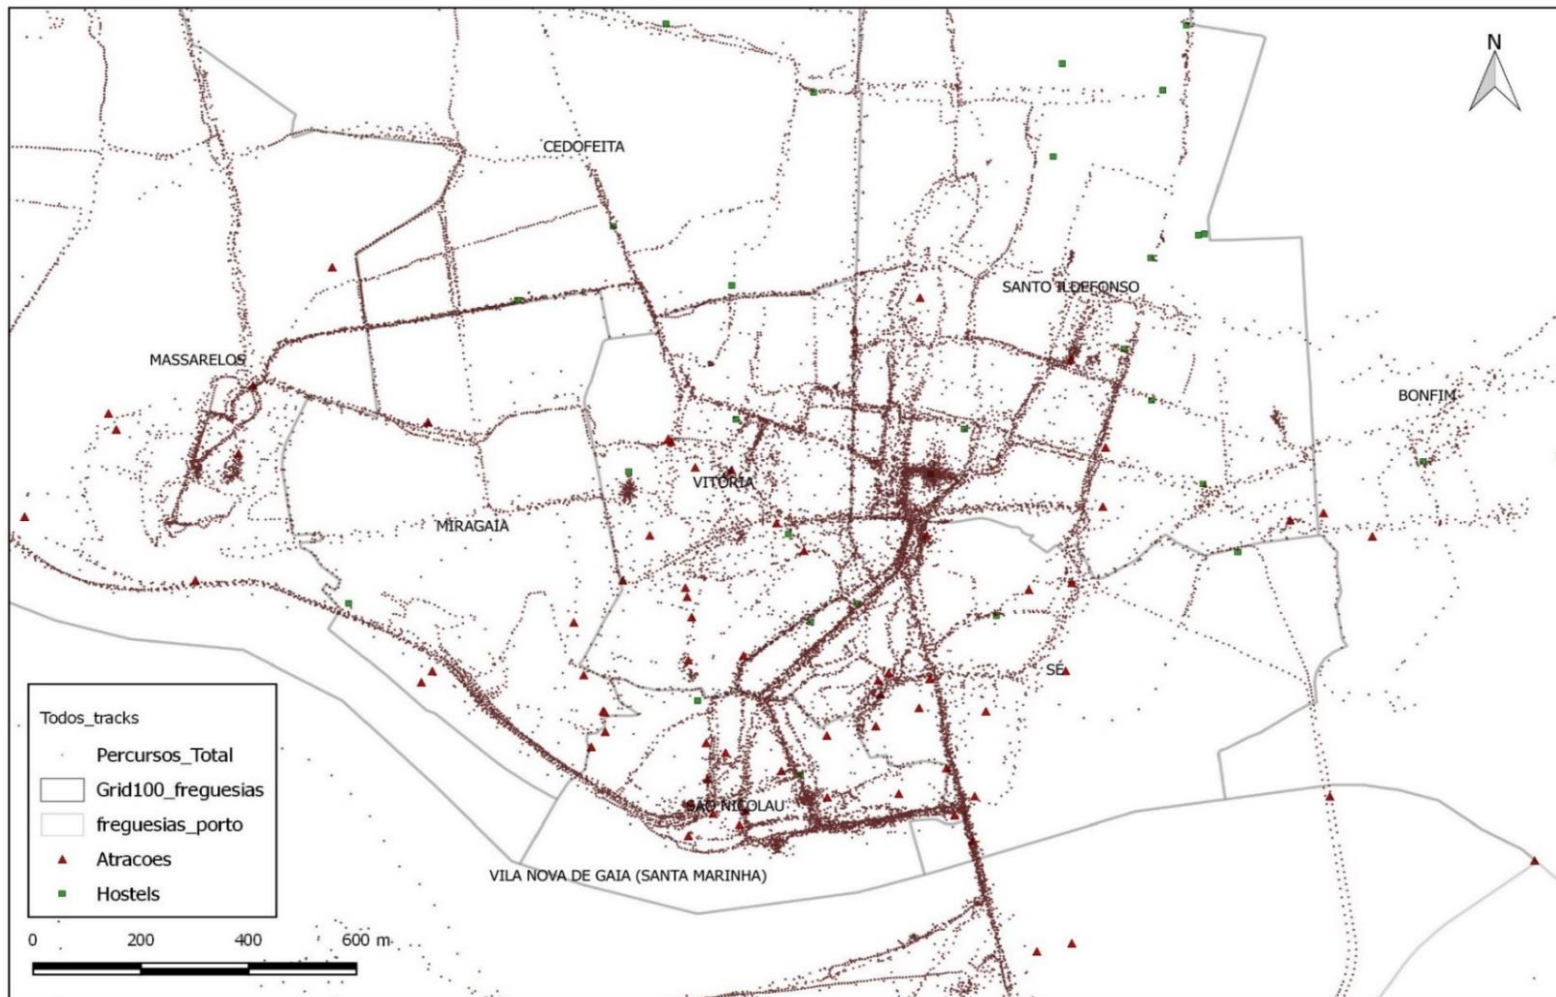 N
CEDOFEITA
SANTO ILDEFONSO
MASSARELOS
BONFIM
VITÓRIA
MIRAGAIA
SÉ
SÃO NICOLAU
VILA NOVA DE GAIA (SANTA MARINHA)
Todos_tracks
Percursos_Total
Grid100_freguesias
freguesias_porto
Atracoes
Hostels
0 200 400 600 m